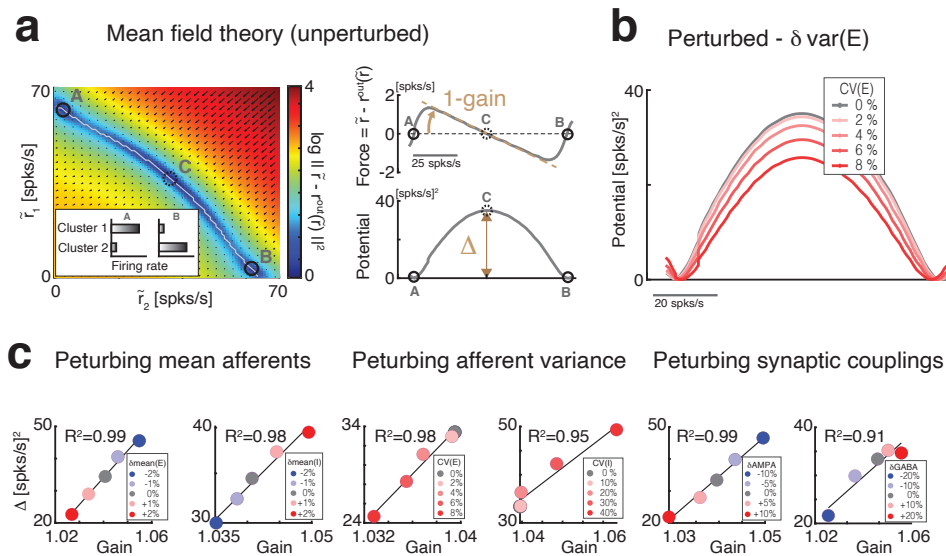 a
Mean field theory (unperturbed)
70
A
C
B
r̃1 [spks/s]
0
0
r̃2 [spks/s]
70
A B
Cluster 1
Cluster 2
Firing rate
4
0
log || r̃ - r^out(r̃) ||²
[spks/s]
2
0
-2
Force = r̃ - r^out(r̃)
1-gain
A
C
B
25 spks/s
[spks/s]²
40
0
Potential
C
Δ
A
B
b
Perturbed - δ var(E)
40
0
Potential [spks/s]²
CV(E)
0 %
2 %
4 %
6 %
8 %
20 spks/s
c
Peturbing mean afferents
Peturbing afferent variance
Peturbing synaptic couplings
Δ [spks/s]²
50
20
R²=0.99
δmean(E)
-2%
-1%
0%
+1%
+2%
1.02
1.06
Gain
40
30
R²=0.98
δmean(I)
-2%
-1%
0%
+1%
+2%
1.035
1.05
Gain
34
24
R²=0.98
CV(E)
0%
2%
4%
6%
8%
1.03
1.04
Gain
50
30
R²=0.95
CV(I)
0%
10%
20%
30%
40%
1.04
1.06
Gain
50
20
R²=0.99
δAMPA
-10%
-5%
0%
+5%
+10%
1.03
1.05
Gain
50
20
R²=0.91
δGABA
-20%
-10%
0%
+10%
+20%
1.02
1.06
Gain